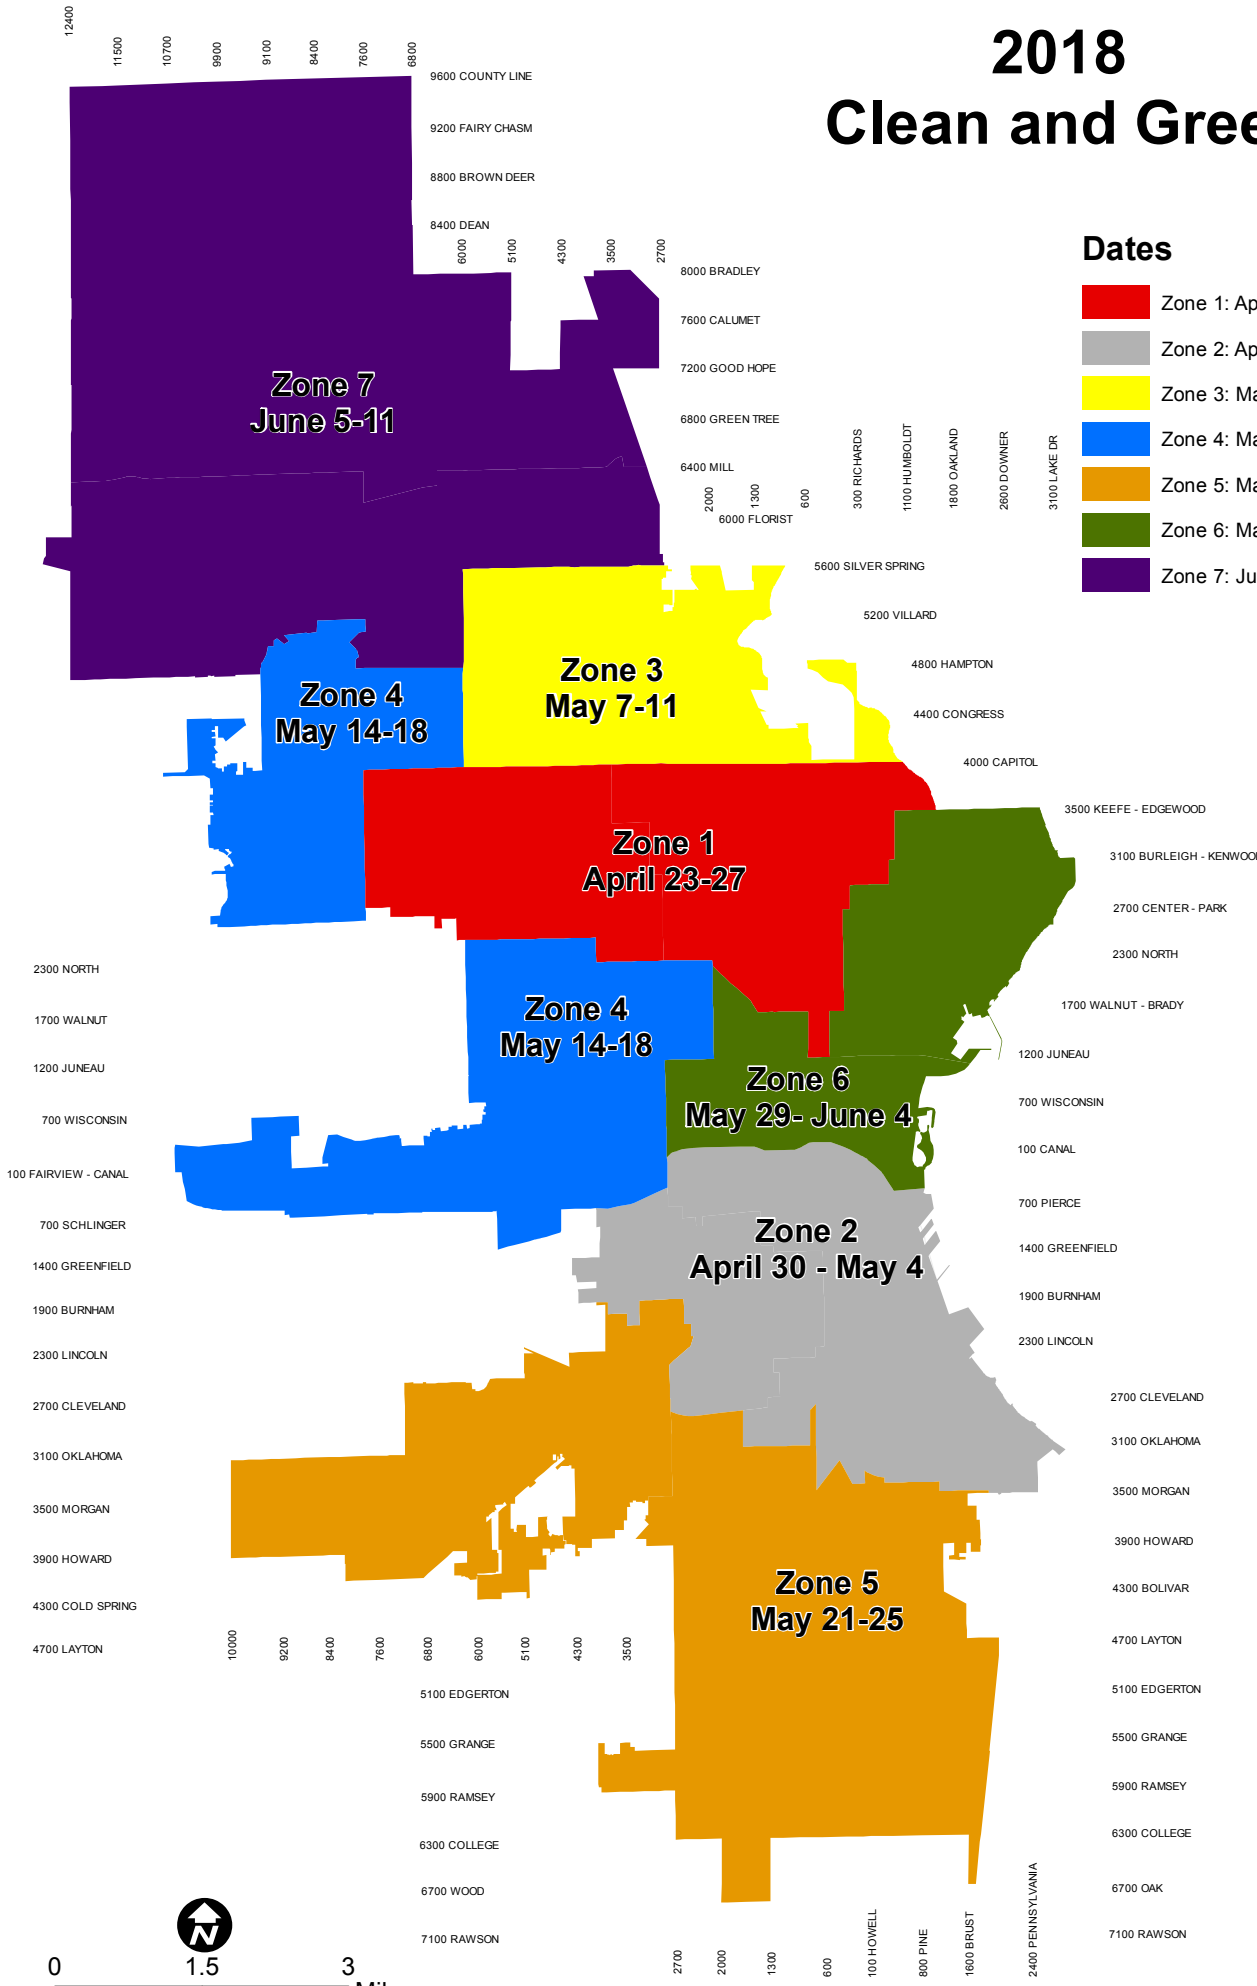 2018
Clean and Gree
12400
11500
10700
9900
9100
8400
7600
6800
9600 COUNTY LINE
9200 FAIRY CHASM
8800 BROWN DEER
8400 DEAN
6000
5100
4300
3500
2700
8000 BRADLEY
7600 CALUMET
7200 GOOD HOPE
6800 GREEN TREE
6400 MILL
Dates
Zone 1: Ap
Zone 2: Ap
Zone 3: Ma
Zone 4: Ma
Zone 5: Ma
Zone 6: Ma
Zone 7: Ju
Zone 7
June 5-11
2000
1300
600
300 RICHARDS
1100 HUMBOLDT
1800 OAKLAND
2600 DOWNER
3100 LAKE DR
6000 FLORIST
5600 SILVER SPRING
5200 VILLARD
4800 HAMPTON
4400 CONGRESS
4000 CAPITOL
3500 KEEFE - EDGEWOOD
3100 BURLEIGH - KENWOO
2700 CENTER - PARK
2300 NORTH
1700 WALNUT - BRADY
1200 JUNEAU
700 WISCONSIN
100 CANAL
700 PIERCE
1400 GREENFIELD
1900 BURNHAM
2300 LINCOLN
2700 CLEVELAND
3100 OKLAHOMA
3500 MORGAN
3900 HOWARD
4300 BOLIVAR
4700 LAYTON
5100 EDGERTON
5500 GRANGE
5900 RAMSEY
6300 COLLEGE
6700 OAK
7100 RAWSON
Zone 3
May 7-11
Zone 4
May 14-18
Zone 1
April 23-27
Zone 4
May 14-18
Zone 6
May 29- June 4
Zone 2
April 30 - May 4
Zone 5
May 21-25
2300 NORTH
1700 WALNUT
1200 JUNEAU
700 WISCONSIN
100 FAIRVIEW - CANAL
700 SCHLINGER
1400 GREENFIELD
1900 BURNHAM
2300 LINCOLN
2700 CLEVELAND
3100 OKLAHOMA
3500 MORGAN
3900 HOWARD
4300 COLD SPRING
4700 LAYTON
10000
9200
8400
7600
6800
6000
5100
4300
3500
5100 EDGERTON
5500 GRANGE
5900 RAMSEY
6300 COLLEGE
6700 WOOD
7100 RAWSON
2700
2000
1300
600
100 HOWELL
800 PINE
1600 BRUST
2400 PENNSYLVANIA
N
0 1.5 3